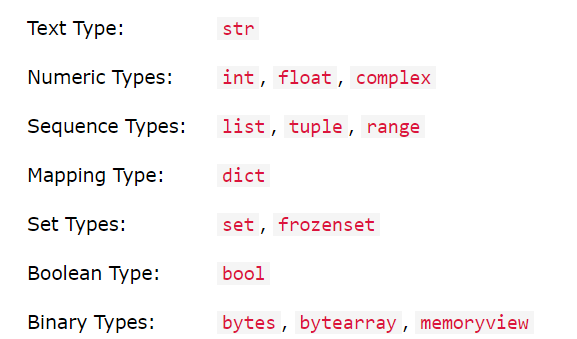 Text Type: str
Numeric Types: int, float, complex
Sequence Types: list, tuple, range
Mapping Type: dict
Set Types: set, frozenset
Boolean Type: bool
Binary Types: bytes, bytearray, memoryview